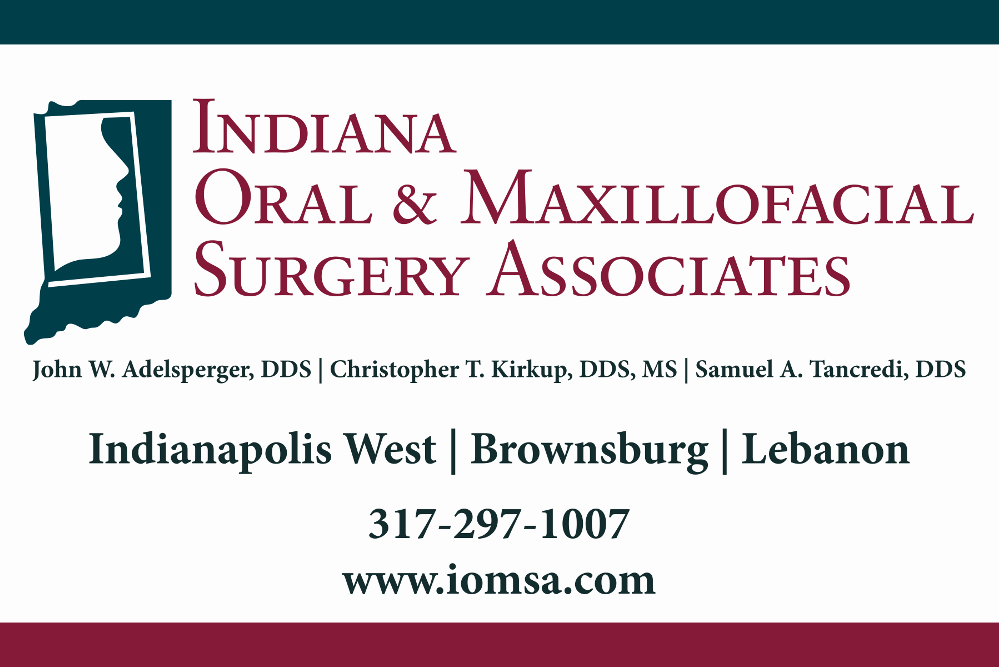 Indiana
Oral & Maxillofacial
Surgery Associates
John W. Adelsperger, DDS | Christopher T. Kirkup, DDS, MS | Samuel A. Tancredi, DDS
Indianapolis West | Brownsburg | Lebanon
317-297-1007
www.iomsa.com